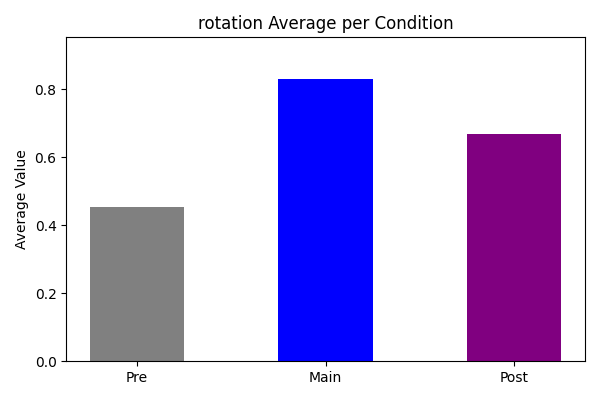 rotation Average per Condition
Average Value
0.8
0.6
0.4
0.2
0.0
Pre
Main
Post